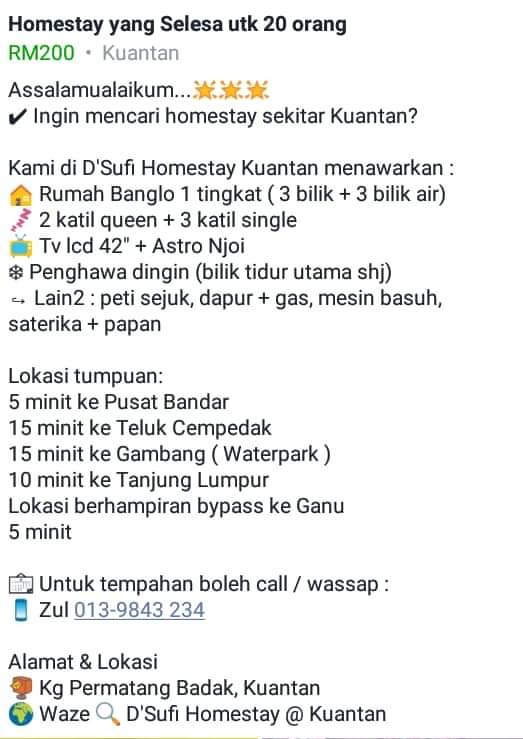 Homestay yang Selesa utk 20 orang
RM200 • Kuantan
Assalamualaikum...🌟🌟🌟
✔ Ingin mencari homestay sekitar Kuantan?
Kami di D'Sufi Homestay Kuantan menawarkan :
🏠 Rumah Banglo 1 tingkat ( 3 bilik + 3 bilik air)
💤 2 katil queen + 3 katil single
📺 Tv lcd 42" + Astro Njoi
❄ Penghawa dingin (bilik tidur utama shj)
↪ Lain2 : peti sejuk, dapur + gas, mesin basuh,
saterika + papan
Lokasi tumpuan:
5 minit ke Pusat Bandar
15 minit ke Teluk Cempedak
15 minit ke Gambang ( Waterpark )
10 minit ke Tanjung Lumpur
Lokasi berhampiran bypass ke Ganu
5 minit
Untuk tempahan boleh call / wassap :
📱 Zul 013-9843 234
Alamat & Lokasi
Kg Permatang Badak, Kuantan
🌍 Waze 🔍 D'Sufi Homestay @ Kuantan